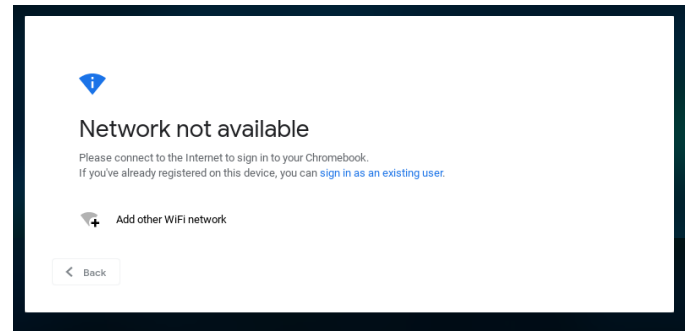 Network not available
Please connect to the Internet to sign in to your Chromebook.
If you've already registered on this device, you can sign in as an existing user.
Add other WiFi network
Back